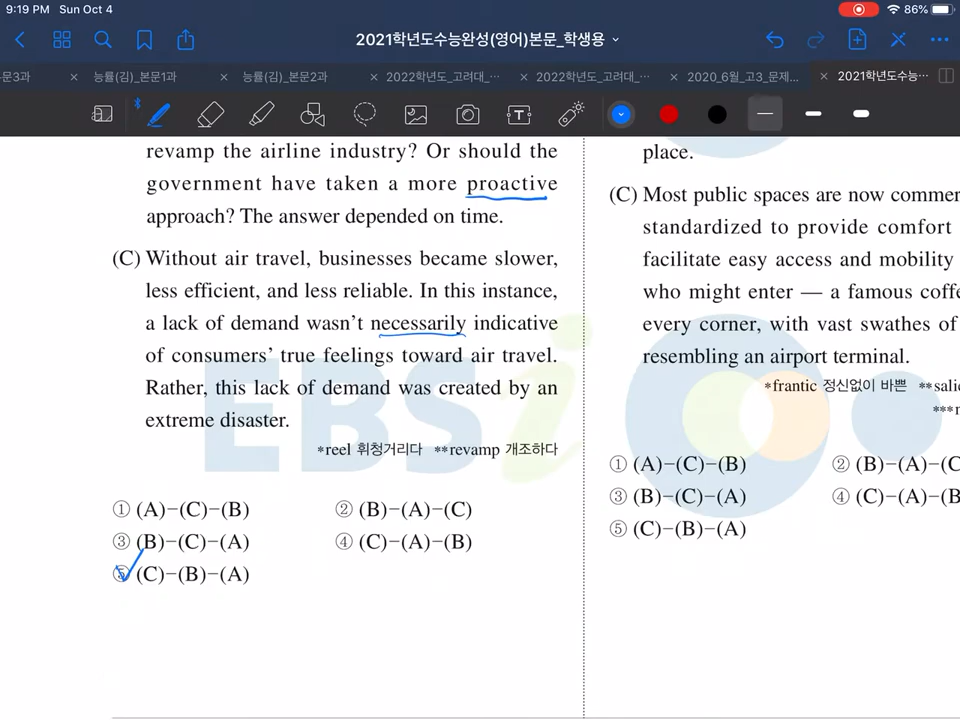 9:19 PM Sun Oct 4
86%
2021학년도수능완성(영어)본문_학생용
문3과
능률(김)_본문1과
능률(김)_본문2과
2022학년도_고려대_…
2022학년도_고려대_…
2020_6월_고3_문제…
2021학년도수능…
revamp the airline industry? Or should the
government have taken a more proactive
approach? The answer depended on time.
(C) Without air travel, businesses became slower,
less efficient, and less reliable. In this instance,
a lack of demand wasn't necessarily indicative
of consumers' true feelings toward air travel.
Rather, this lack of demand was created by an
extreme disaster.
*reel 휘청거리다 **revamp 개조하다
① (A)−(C)−(B)
② (B)−(A)−(C)
③ (B)−(C)−(A)
④ (C)−(A)−(B)
⑤ (C)−(B)−(A)
place.
(C) Most public spaces are now commer
standardized to provide comfort
facilitate easy access and mobility
who might enter — a famous coffe
every corner, with vast swathes of
resembling an airport terminal.
*frantic 정신없이 바쁜 **sali
***
① (A)−(C)−(B)
② (B)−(A)−(C
③ (B)−(C)−(A)
④ (C)−(A)−(B
⑤ (C)−(B)−(A)
EBSi